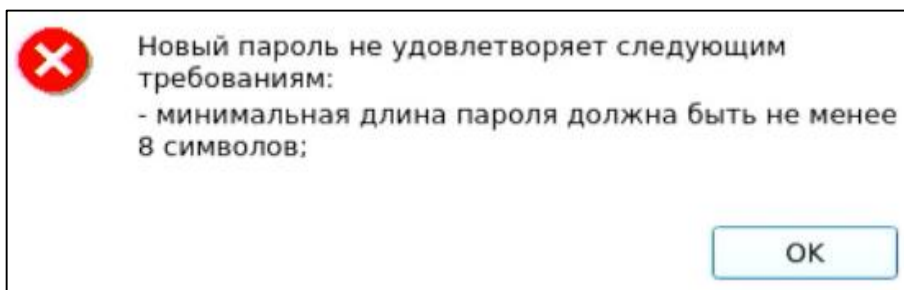 Новый пароль не удовлетворяет следующим
требованиям:
- минимальная длина пароля должна быть не менее
8 символов;
OK